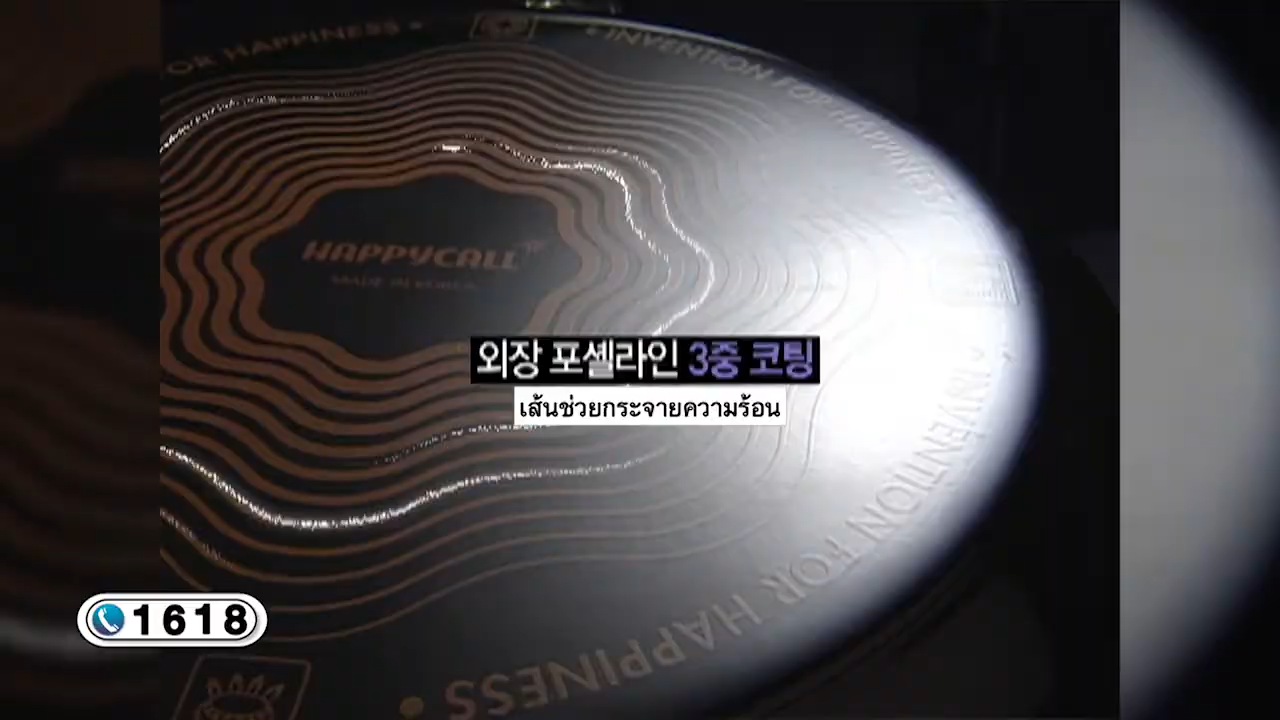 OR HAPPINESS •
• INVENTION FOR HAPPINESS
HAPPYCALL
MADE IN KOREA
외장 포셀라인 3중 코팅
เส้นช่วยกระจายความร้อน
• INVENTION FOR HAPPINESS •
1618